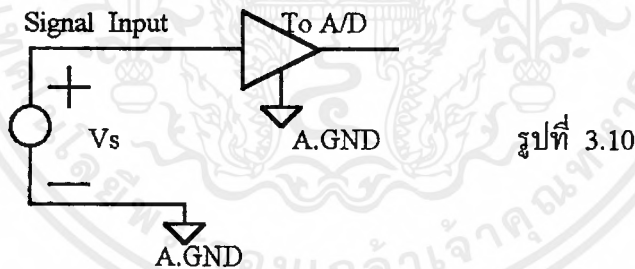 Signal Input
To A/D
Vs
A.GND
รูปที่ 3.10
A.GND